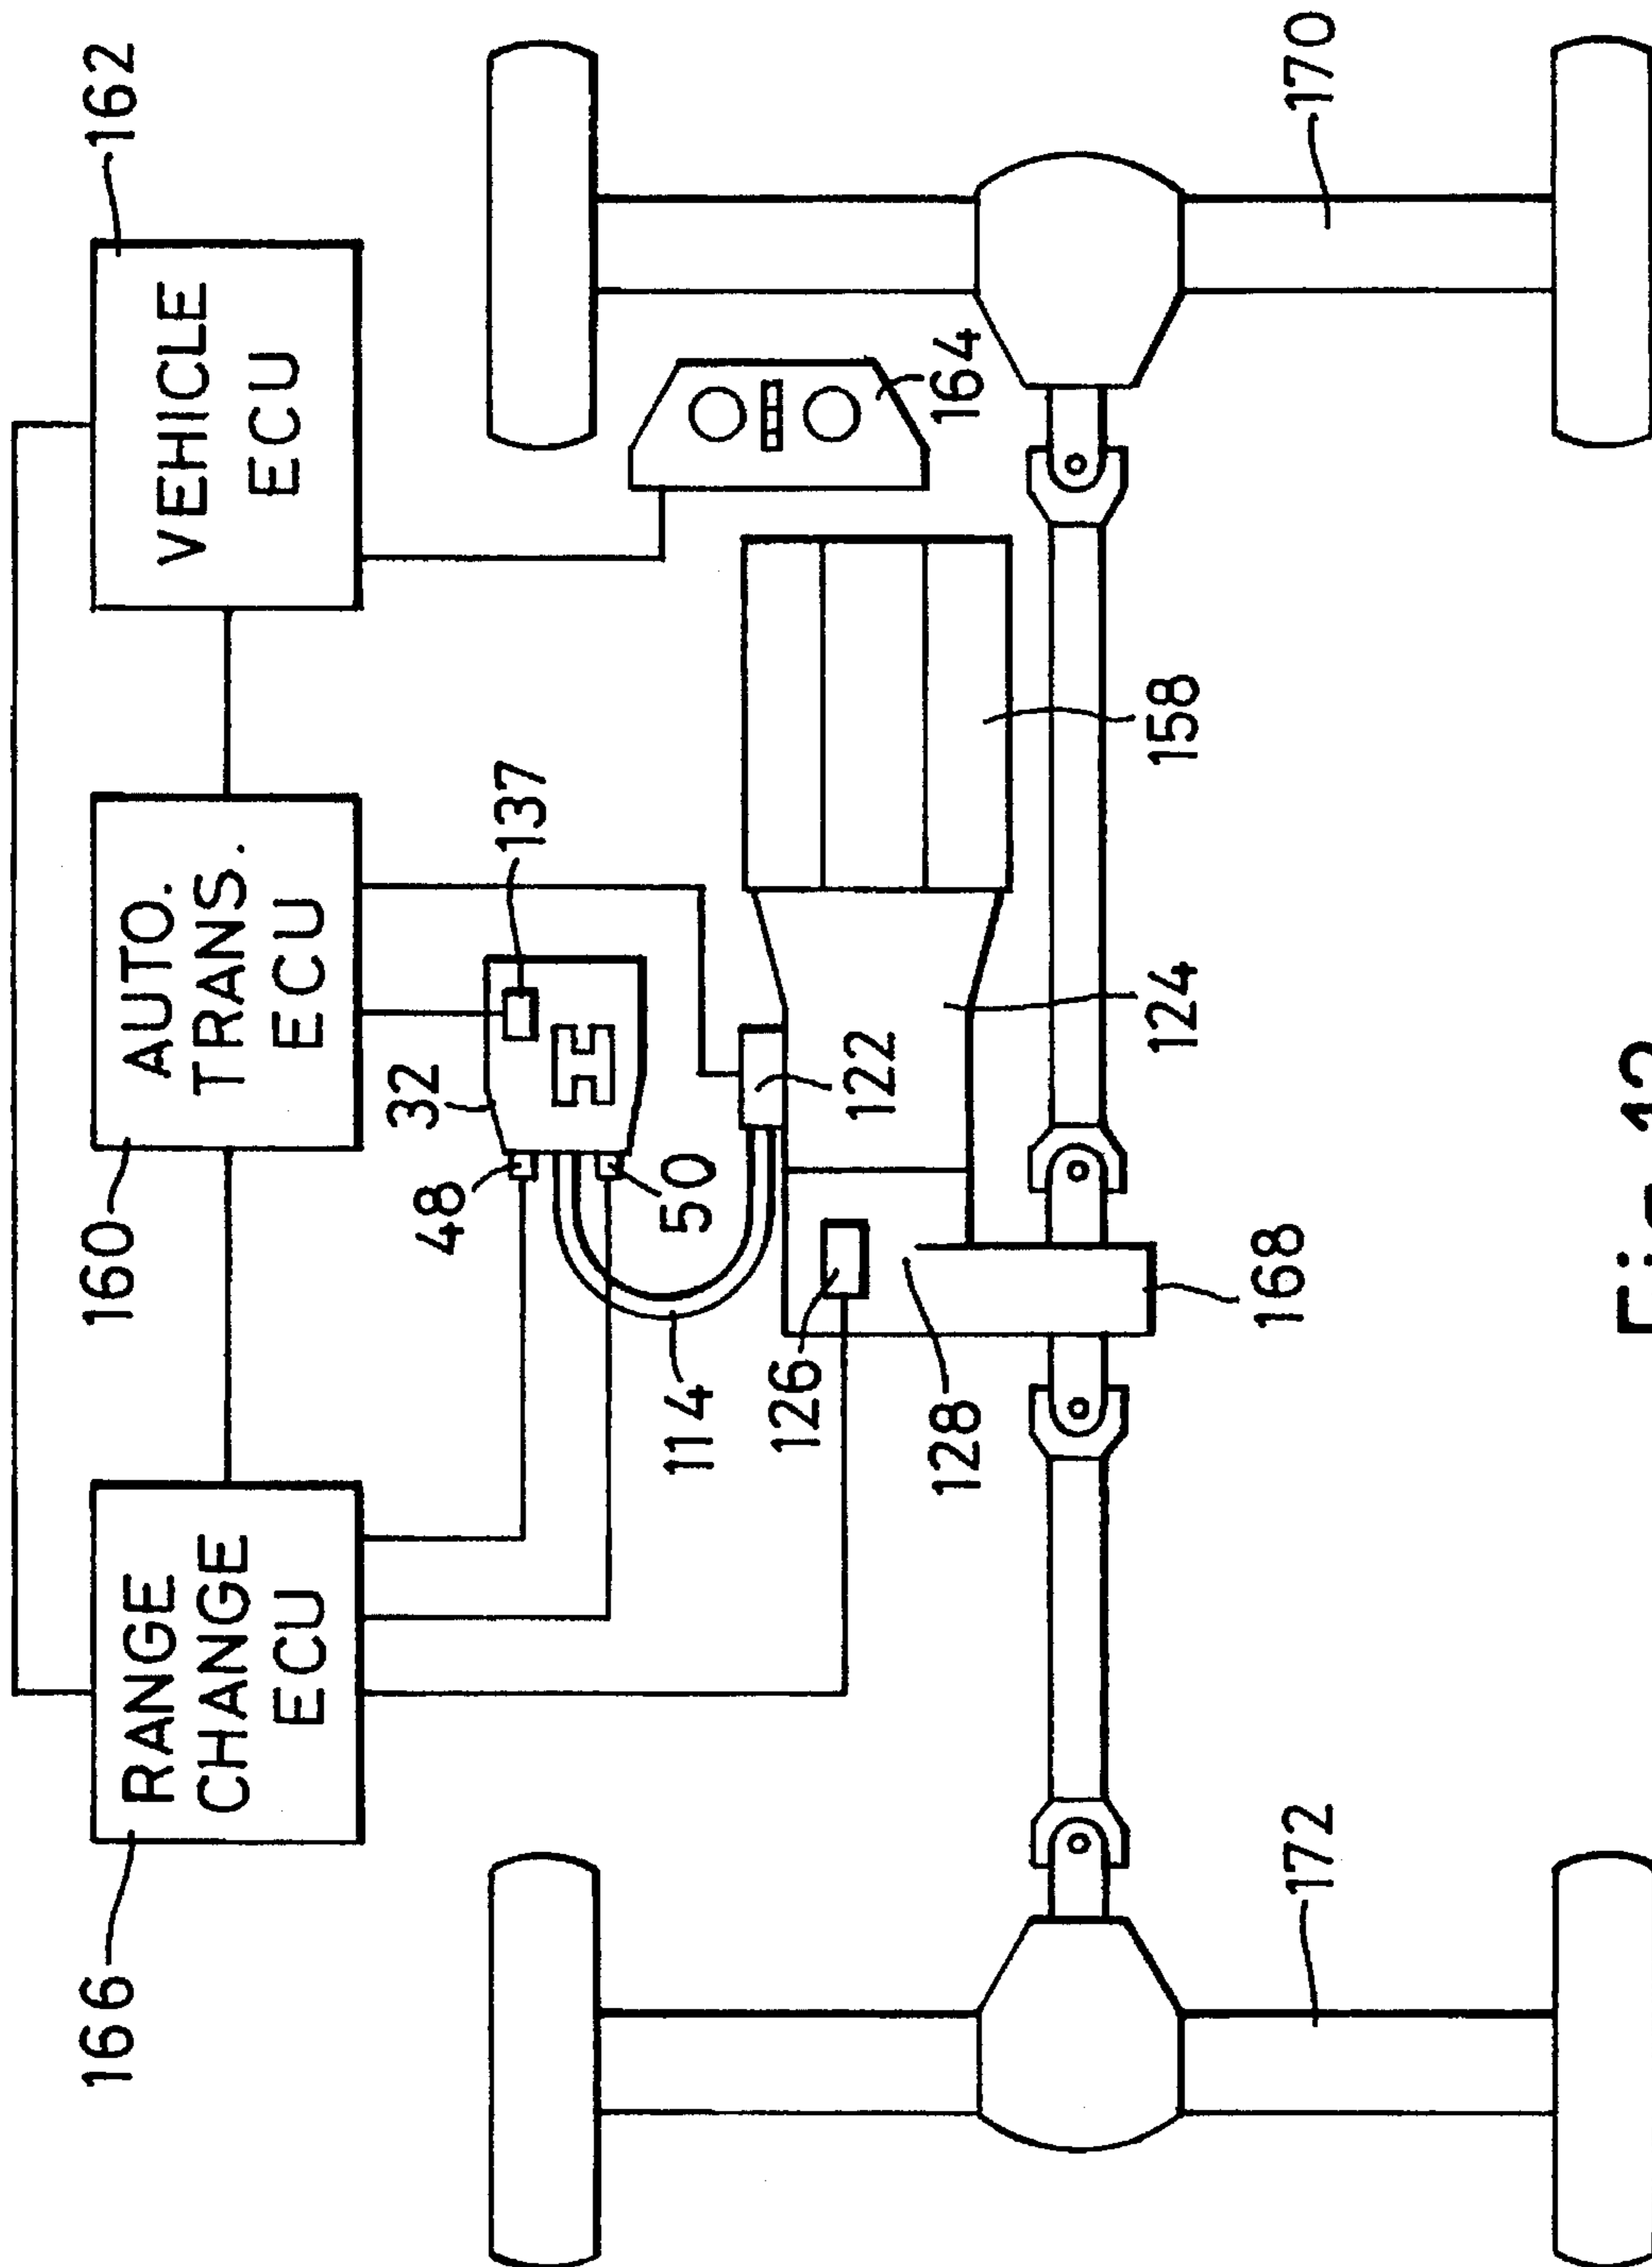 166
160
162
RANGE
CHANGE
ECU
AUTO.
TRANS.
ECU
VEHICLE
ECU
32
48
137
50
114
126
122
164
128
158
124
168
172
170